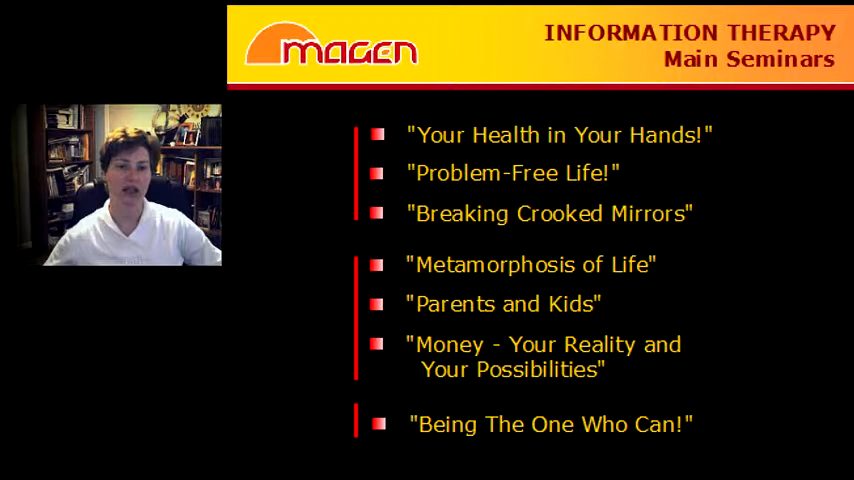 magen
INFORMATION THERAPY
Main Seminars
"Your Health in Your Hands!"
"Problem-Free Life!"
"Breaking Crooked Mirrors"
"Metamorphosis of Life"
"Parents and Kids"
"Money - Your Reality and
Your Possibilities"
"Being The One Who Can!"